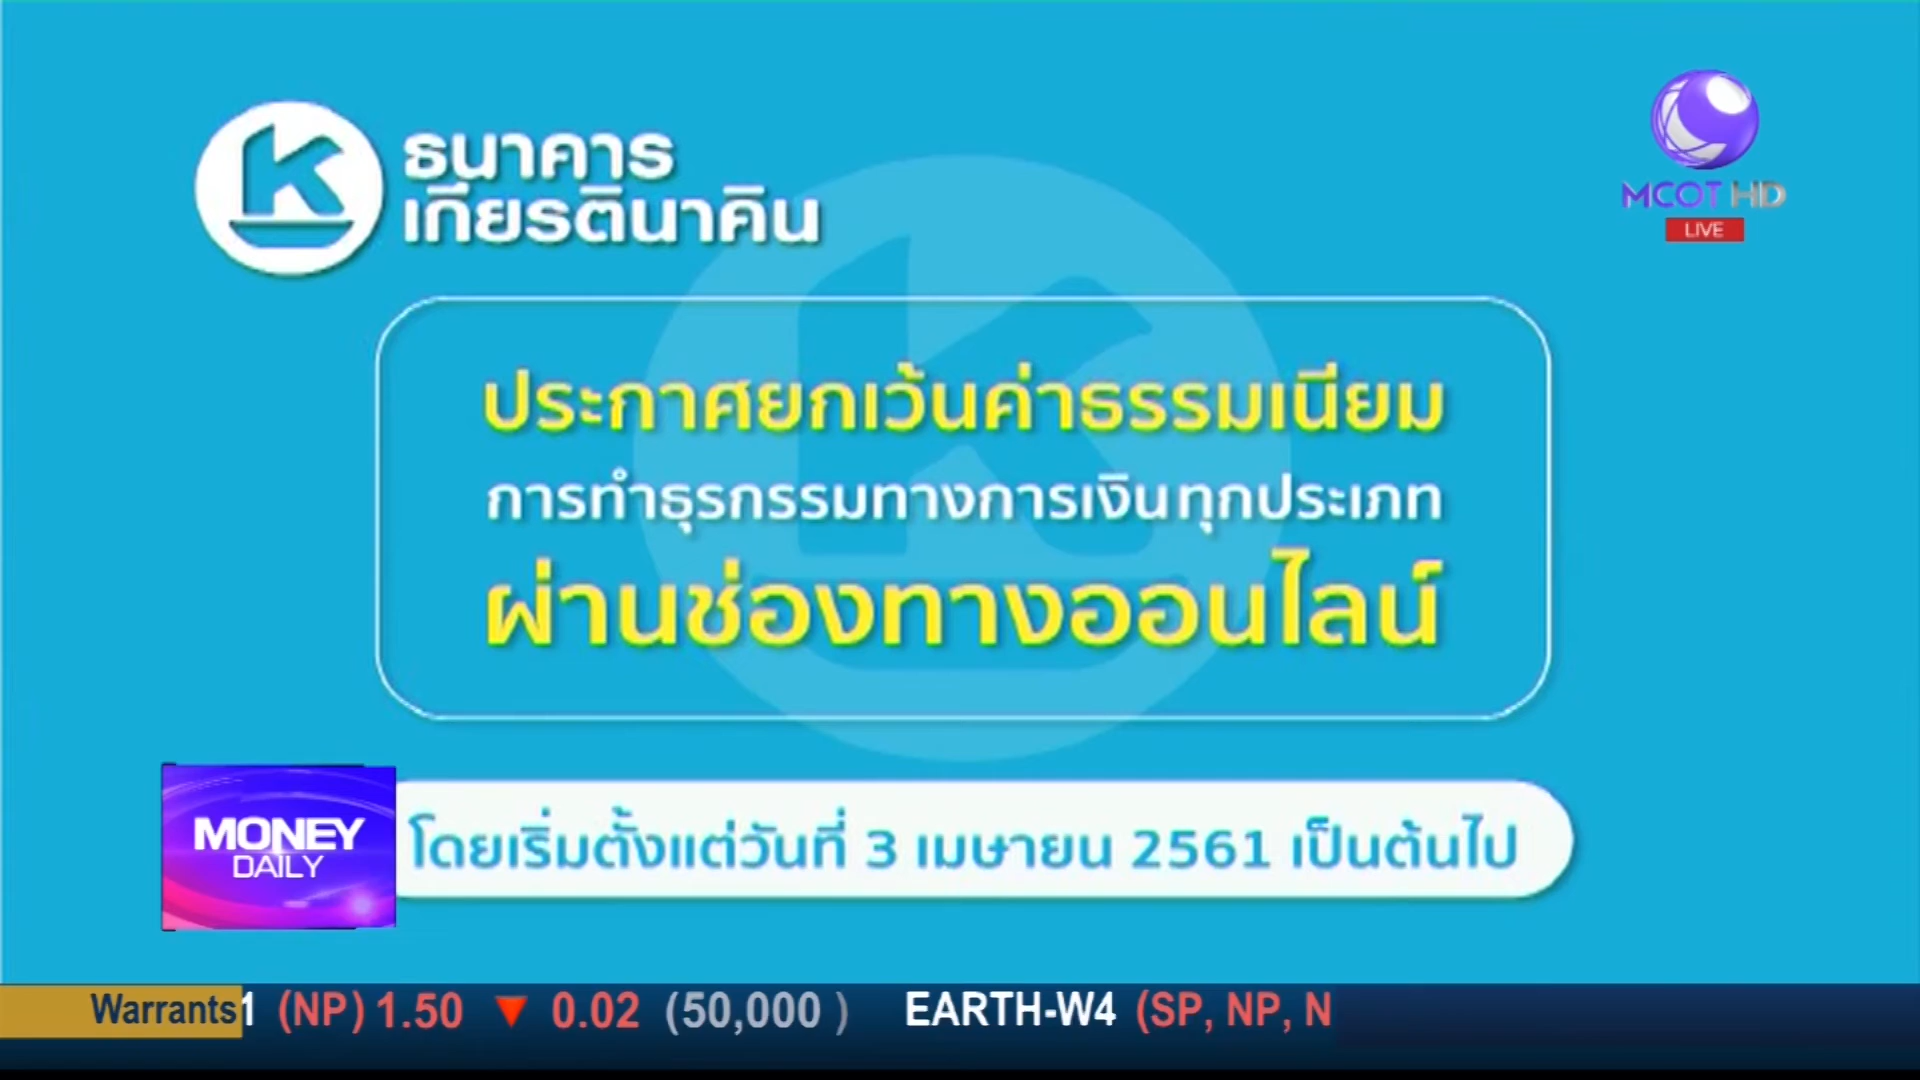 ธนาคาร
เกียรตินาคิน
MCOT HD
LIVE
ประกาศยกเว้นค่าธรรมเนียม
การทำธุรกรรมทางการเงินทุกประเภท
ผ่านช่องทางออนไลน์
MONEY
DAILY
โดยเริ่มตั้งแต่วันที่ 3 เมษายน 2561 เป็นต้นไป
Warrants 1 (NP) 1.50 ▼ 0.02 (50,000 ) EARTH-W4 (SP, NP, N